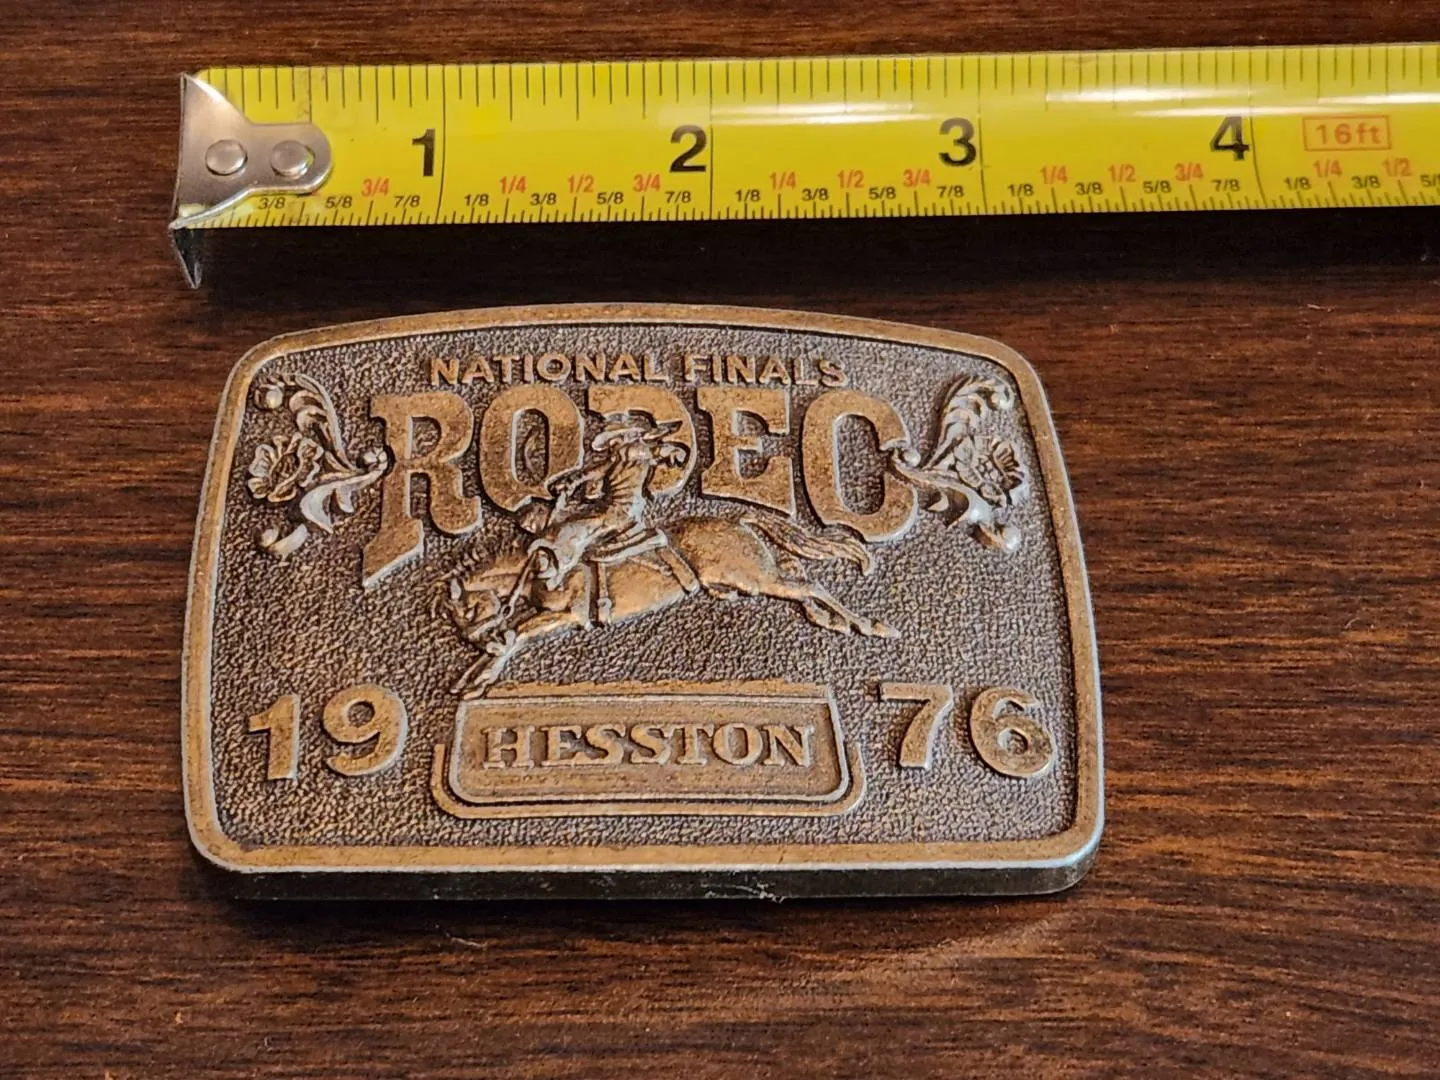 1 2 3 4 16ft
3/4 1/4 1/2 3/4 1/4 1/2 3/4 1/4 1/2 3/4 1/4 1/2
3/8 5/8 7/8 1/8 3/8 5/8 7/8 1/8 3/8 5/8 7/8 1/8 3/8 5/8 7/8 1/8 3/8
NATIONAL FINALS
RODEO
1976
HESSTON